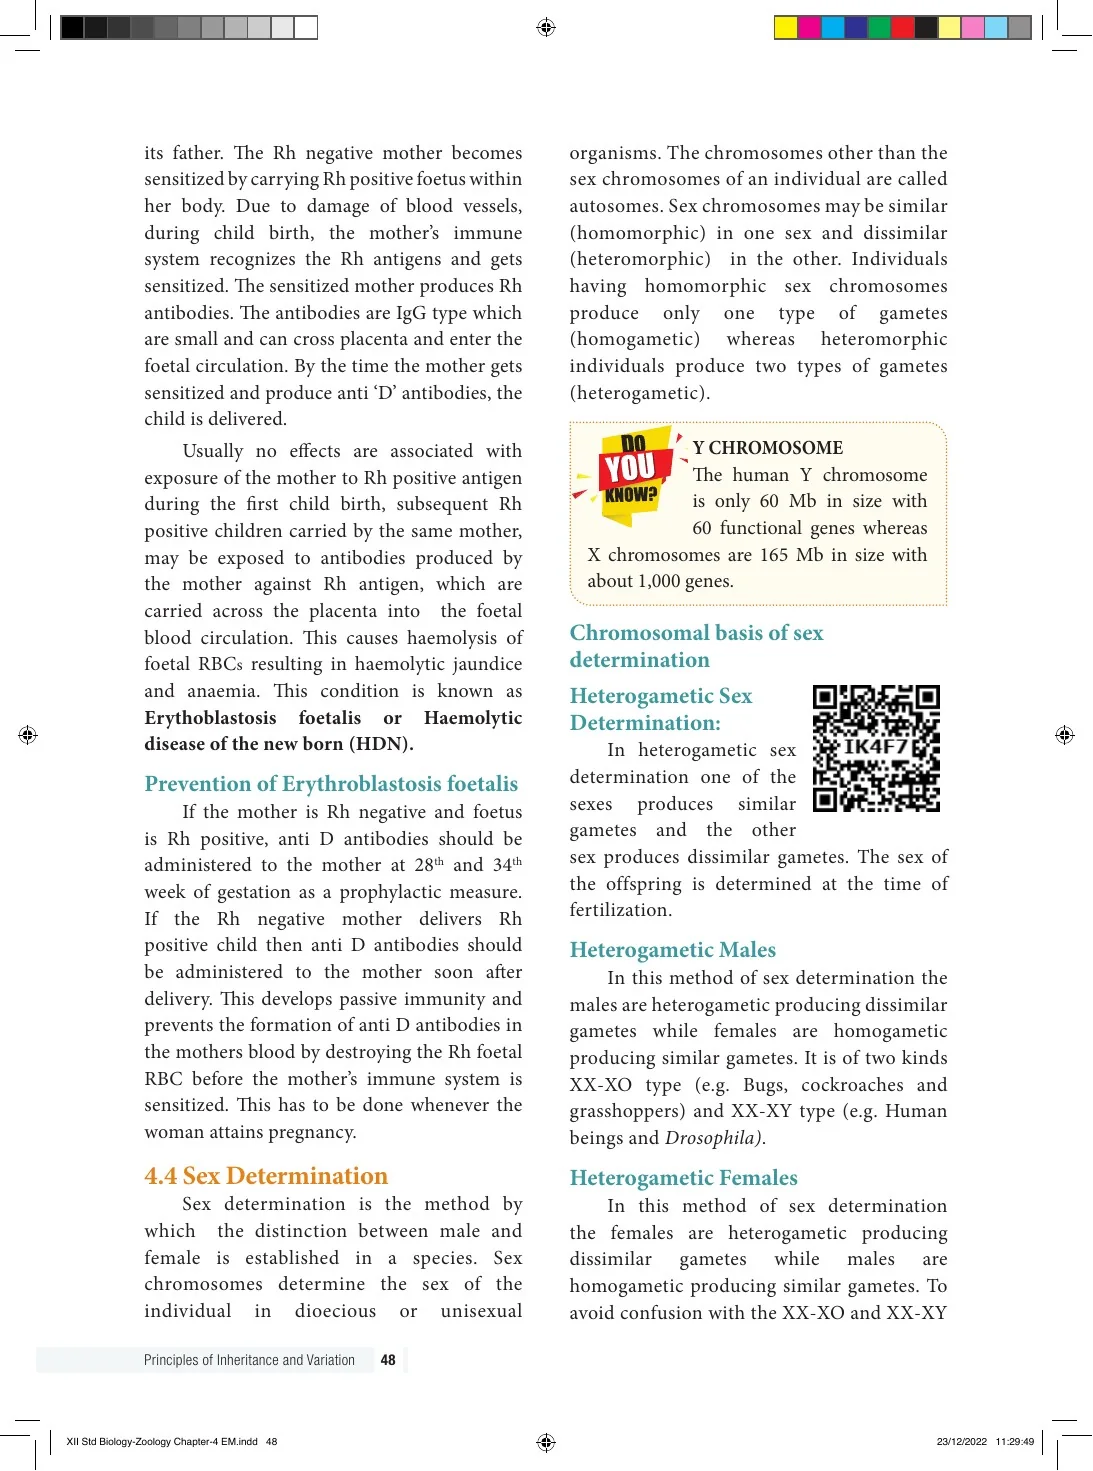 its father. The Rh negative mother becomes
sensitized by carrying Rh positive foetus within
her body. Due to damage of blood vessels,
during child birth, the mother’s immune
system recognizes the Rh antigens and gets
sensitized. The sensitized mother produces Rh
antibodies. The antibodies are IgG type which
are small and can cross placenta and enter the
foetal circulation. By the time the mother gets
sensitized and produce anti ‘D’ antibodies, the
child is delivered.
Usually no effects are associated with
exposure of the mother to Rh positive antigen
during the first child birth, subsequent Rh
positive children carried by the same mother,
may be exposed to antibodies produced by
the mother against Rh antigen, which are
carried across the placenta into the foetal
blood circulation. This causes haemolysis of
foetal RBCs resulting in haemolytic jaundice
and anaemia. This condition is known as
Erythoblastosis foetalis or Haemolytic
disease of the new born (HDN).
Prevention of Erythroblastosis foetalis
If the mother is Rh negative and foetus
is Rh positive, anti D antibodies should be
administered to the mother at 28th and 34th
week of gestation as a prophylactic measure.
If the Rh negative mother delivers Rh
positive child then anti D antibodies should
be administered to the mother soon after
delivery. This develops passive immunity and
prevents the formation of anti D antibodies in
the mothers blood by destroying the Rh foetal
RBC before the mother’s immune system is
sensitized. This has to be done whenever the
woman attains pregnancy.
4.4 Sex Determination
Sex determination is the method by
which the distinction between male and
female is established in a species. Sex
chromosomes determine the sex of the
individual in dioecious or unisexual
organisms. The chromosomes other than the
sex chromosomes of an individual are called
autosomes. Sex chromosomes may be similar
(homomorphic) in one sex and dissimilar
(heteromorphic) in the other. Individuals
having homomorphic sex chromosomes
produce only one type of gametes
(homogametic) whereas heteromorphic
individuals produce two types of gametes
(heterogametic).
DO
YOU
KNOW?
Y CHROMOSOME
The human Y chromosome
is only 60 Mb in size with
60 functional genes whereas
X chromosomes are 165 Mb in size with
about 1,000 genes.
Chromosomal basis of sex
determination
Heterogametic Sex
Determination:
IK4F7
In heterogametic sex
determination one of the
sexes produces similar
gametes and the other
sex produces dissimilar gametes. The sex of
the offspring is determined at the time of
fertilization.
Heterogametic Males
In this method of sex determination the
males are heterogametic producing dissimilar
gametes while females are homogametic
producing similar gametes. It is of two kinds
XX-XO type (e.g. Bugs, cockroaches and
grasshoppers) and XX-XY type (e.g. Human
beings and Drosophila).
Heterogametic Females
In this method of sex determination
the females are heterogametic producing
dissimilar gametes while males are
homogametic producing similar gametes. To
avoid confusion with the XX-XO and XX-XY
Principles of Inheritance and Variation 48
XII Std Biology-Zoology Chapter-4 EM.indd 48
23/12/2022 11:29:49